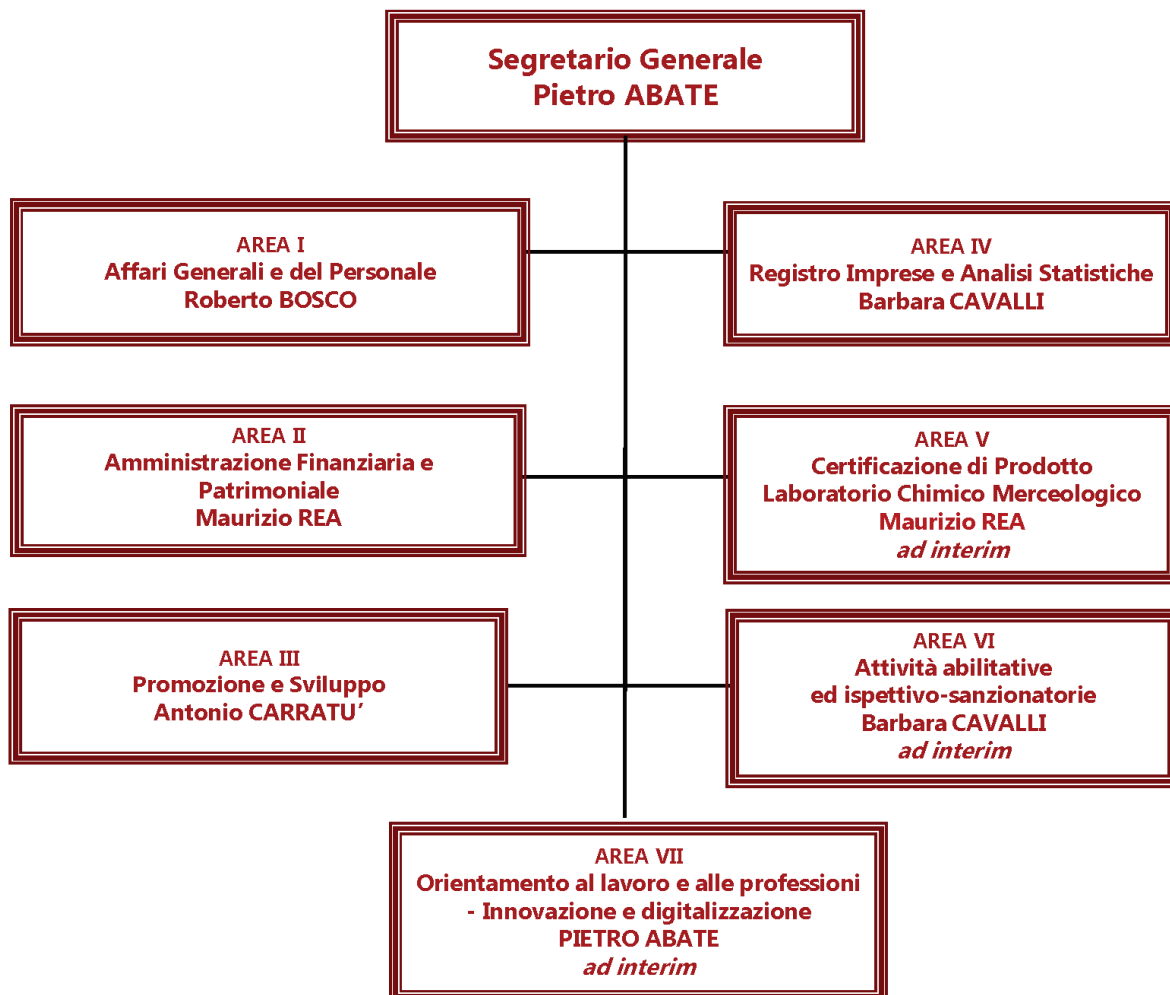 Segretario Generale
Pietro ABATE
AREA I
Affari Generali e del Personale
Roberto BOSCO
AREA IV
Registro Imprese e Analisi Statistiche
Barbara CAVALLI
AREA II
Amministrazione Finanziaria e
Patrimoniale
Maurizio REA
AREA V
Certificazione di Prodotto
Laboratorio Chimico Merceologico
Maurizio REA
ad interim
AREA III
Promozione e Sviluppo
Antonio CARRATU’
AREA VI
Attività abilitative
ed ispettivo-sanzionatorie
Barbara CAVALLI
ad interim
AREA VII
Orientamento al lavoro e alle professioni
- Innovazione e digitalizzazione
PIETRO ABATE
ad interim